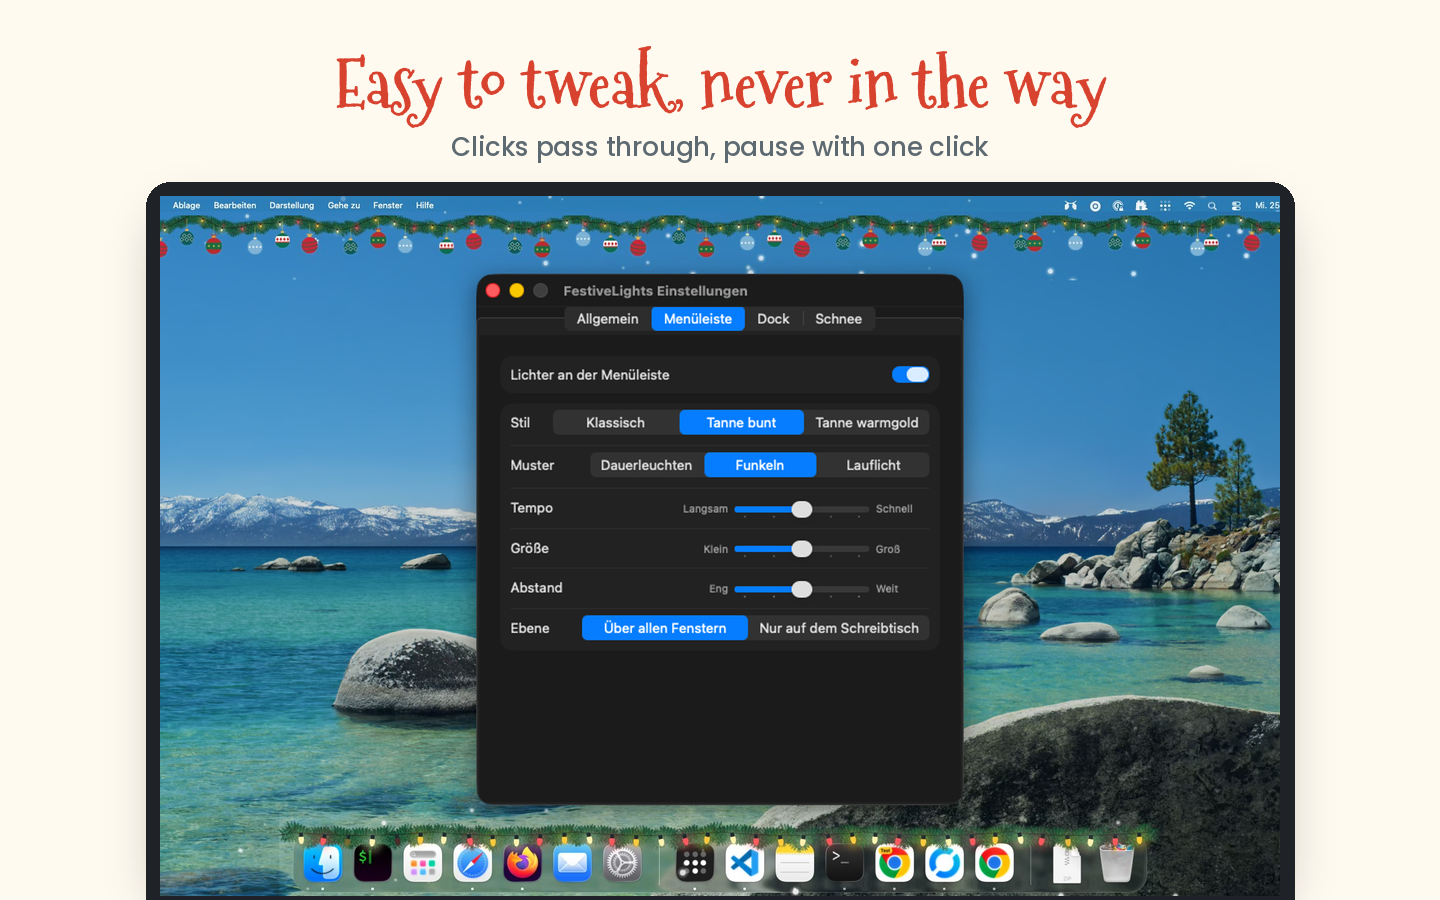 Easy to tweak, never in the way
Clicks pass through, pause with one click
Ablage Bearbeiten Darstellung Gehe zu Fenster Hilfe Mi. 25
FestiveLights Einstellungen
Allgemein Menüleiste Dock Schnee
Lichter an der Menüleiste
Stil Klassisch Tanne bunt Tanne warmgold
Muster Dauerleuchten Funkeln Lauflicht
Tempo Langsam Schnell
Größe Klein Groß
Abstand Eng Weit
Ebene Über allen Fenstern Nur auf dem Schreibtisch
$
>_
Test
ZIP